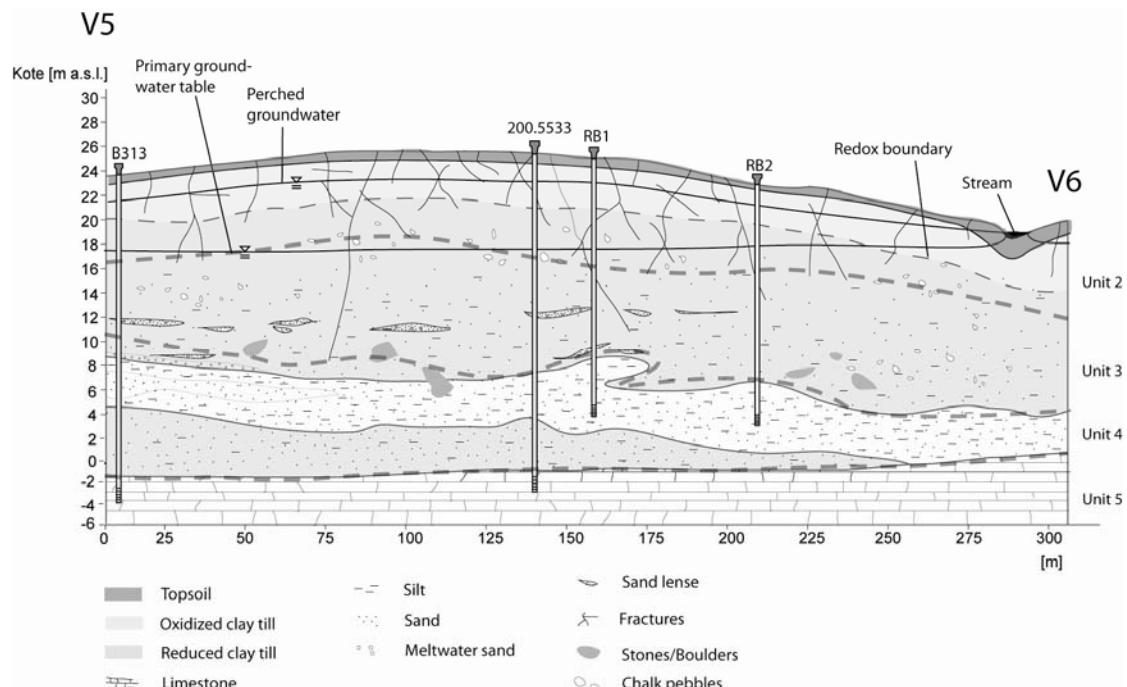 V5
Kote [m a.s.l.]
Primary ground-
water table
Perched
groundwater
B313
200.5533
RB1
RB2
Redox boundary
Stream
V6
30
28
26
24
22
20
18
16
14
12
10
8
6
4
2
0
-2
-4
-6
Unit 2
Unit 3
Unit 4
Unit 5
0 25 50 75 100 125 150 175 200 225 250 275 300
[m]
Topsoil
Oxidized clay till
Reduced clay till
Limestone
Silt
Sand
Meltwater sand
Sand lense
Fractures
Stones/Boulders
Chalk pebbles